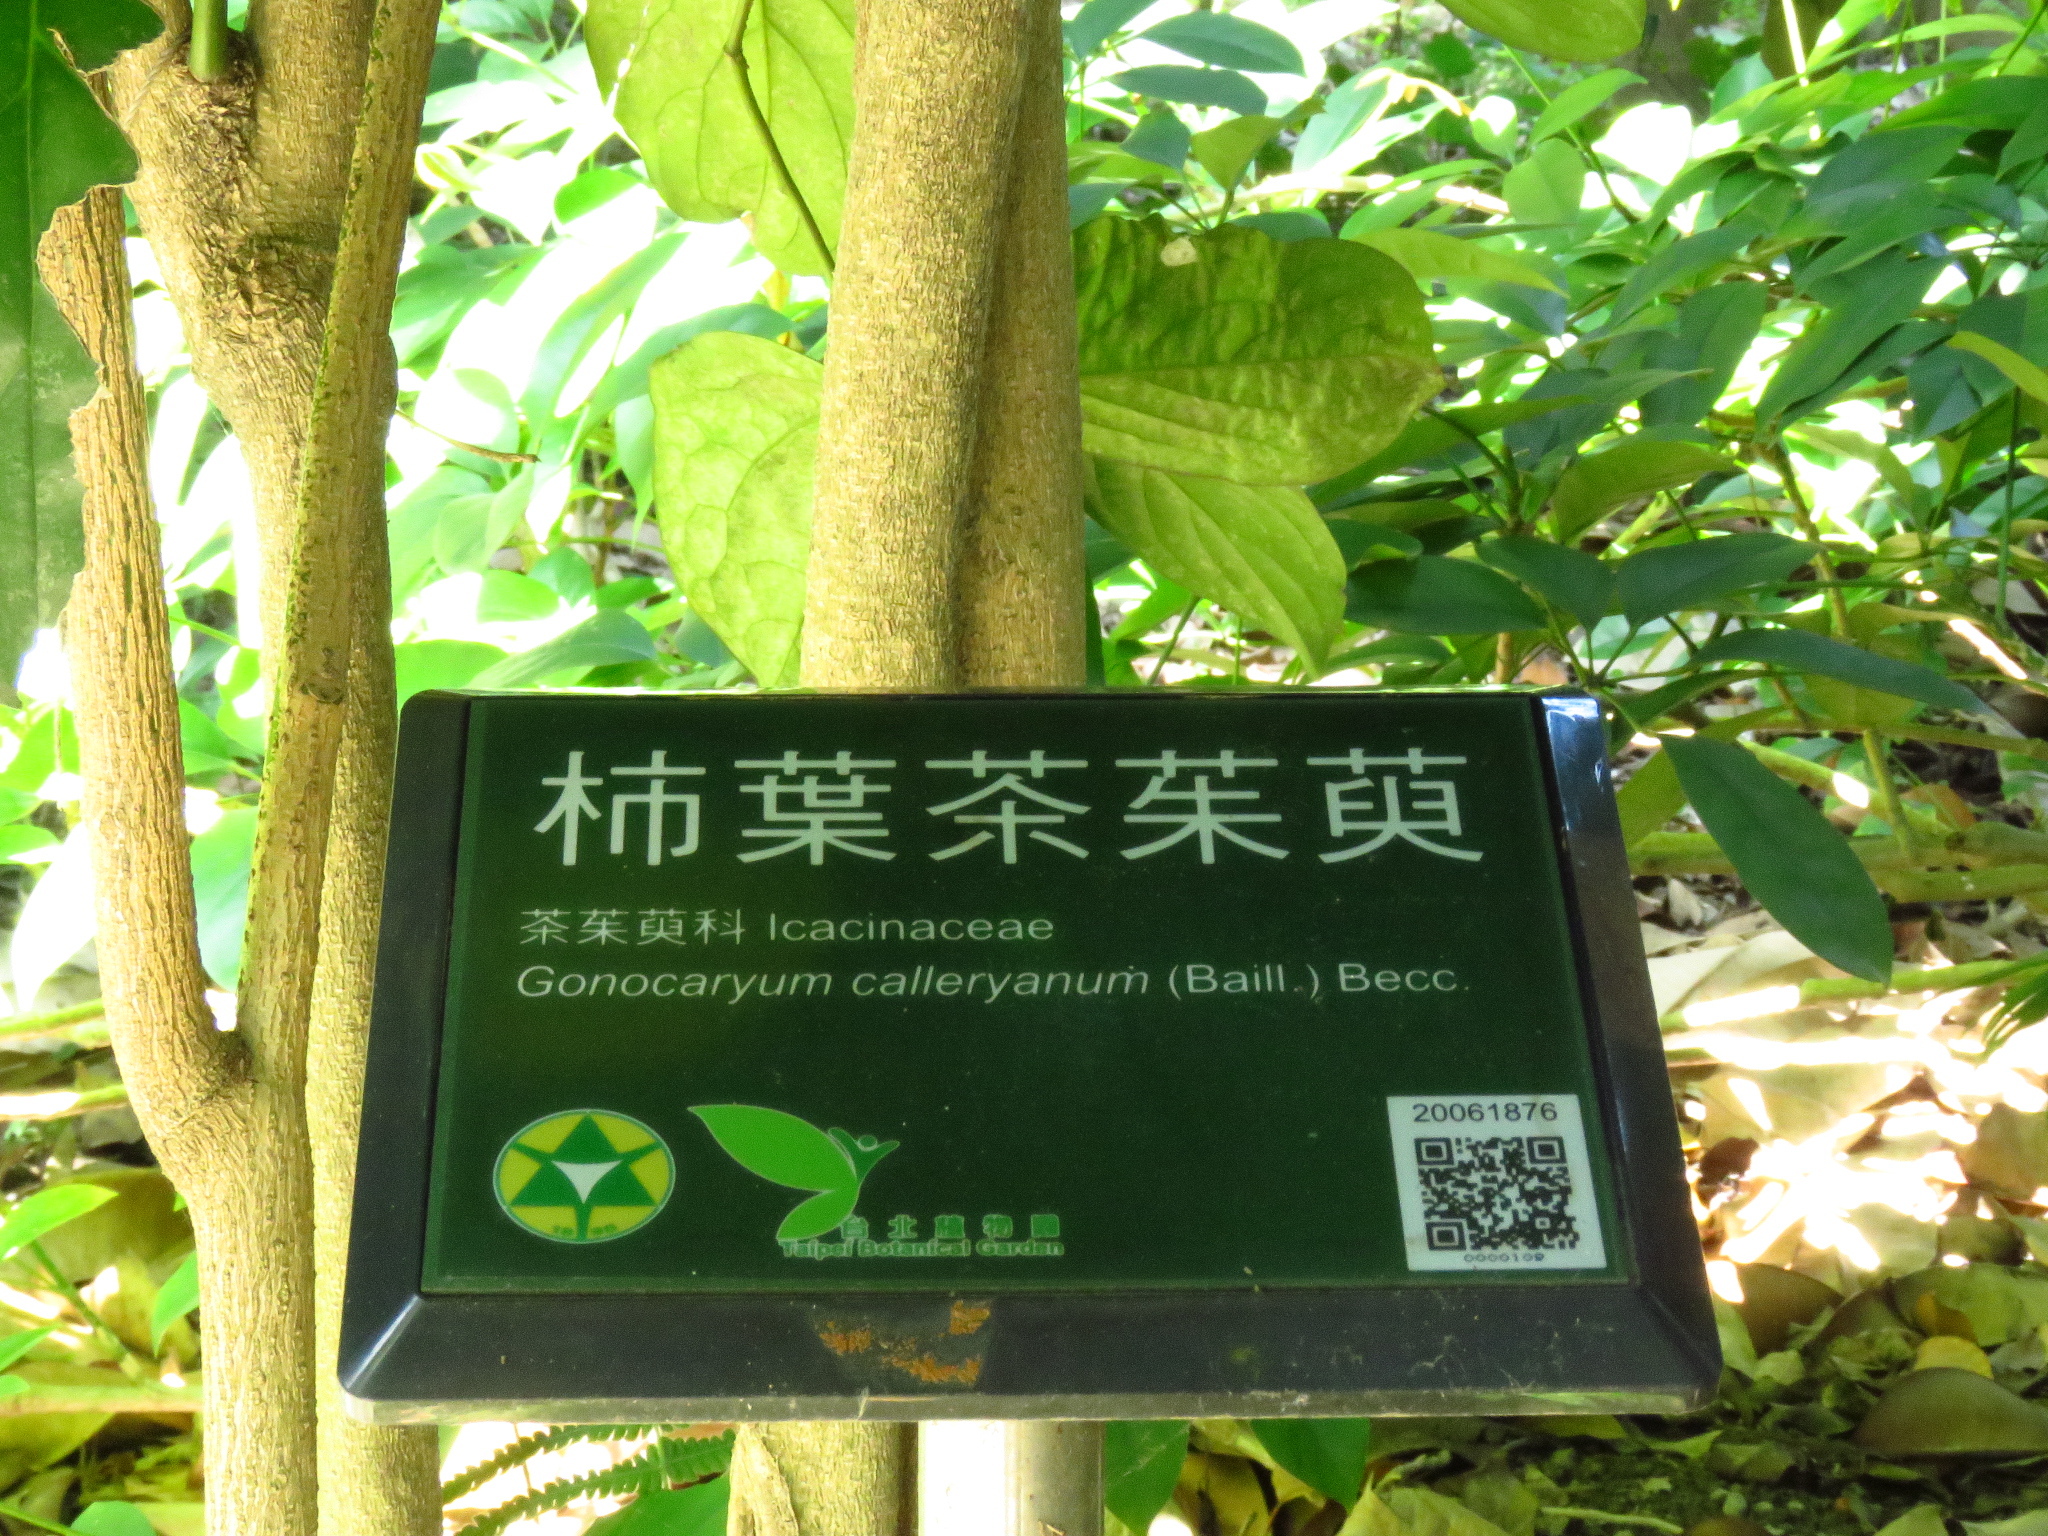 柿葉茶茱萸
茶茱萸科 Icacinaceae
Gonocaryum calleryanum (Baill.) Becc.
台北植物園
Taipei Botanical Garden
20061876
0000109